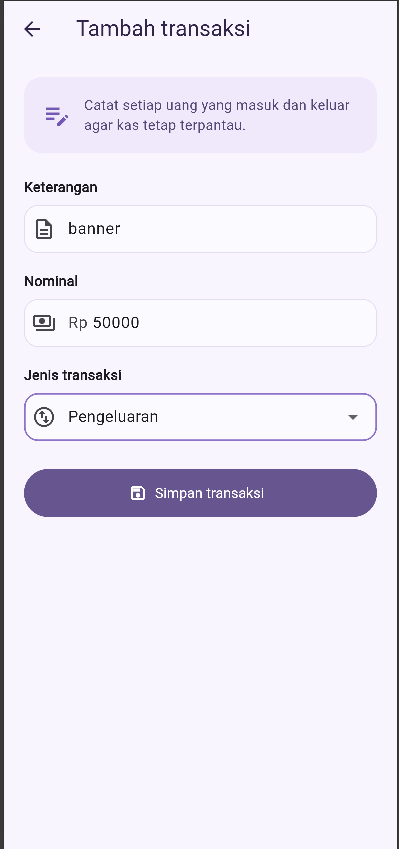 Tambah transaksi
Catat setiap uang yang masuk dan keluar
agar kas tetap terpantau.
Keterangan
banner
Nominal
Rp 50000
Jenis transaksi
Pengeluaran
Simpan transaksi